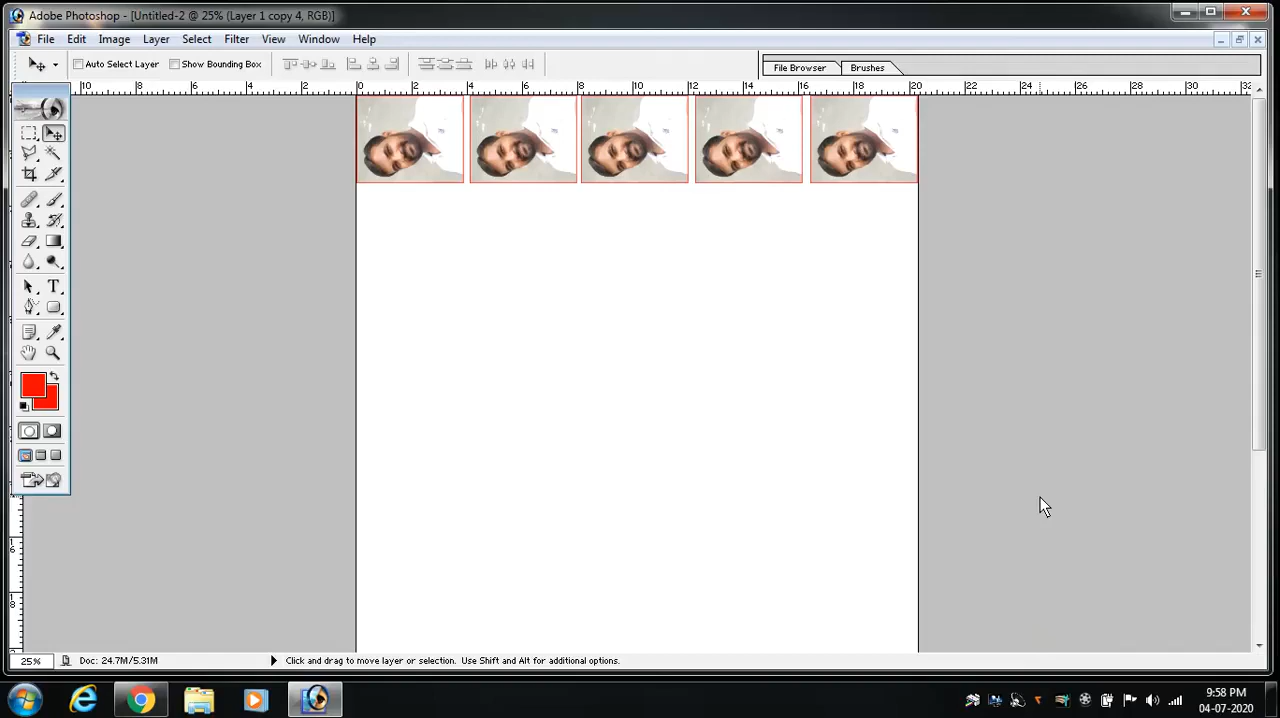 Adobe Photoshop - [Untitled-2 @ 25% (Layer 1 copy 4, RGB)]
File Edit Image Layer Select Filter View Window Help
Auto Select Layer Show Bounding Box File Browser Brushes
10 8 6 4 2 0 2 4 6 8 10 12 14 16 18 20 22 24 26 28 30 32
T
16
18
25% Doc: 24.7M/5.31M Click and drag to move layer or selection. Use Shift and Alt for additional options.
9:58 PM
04-07-2020